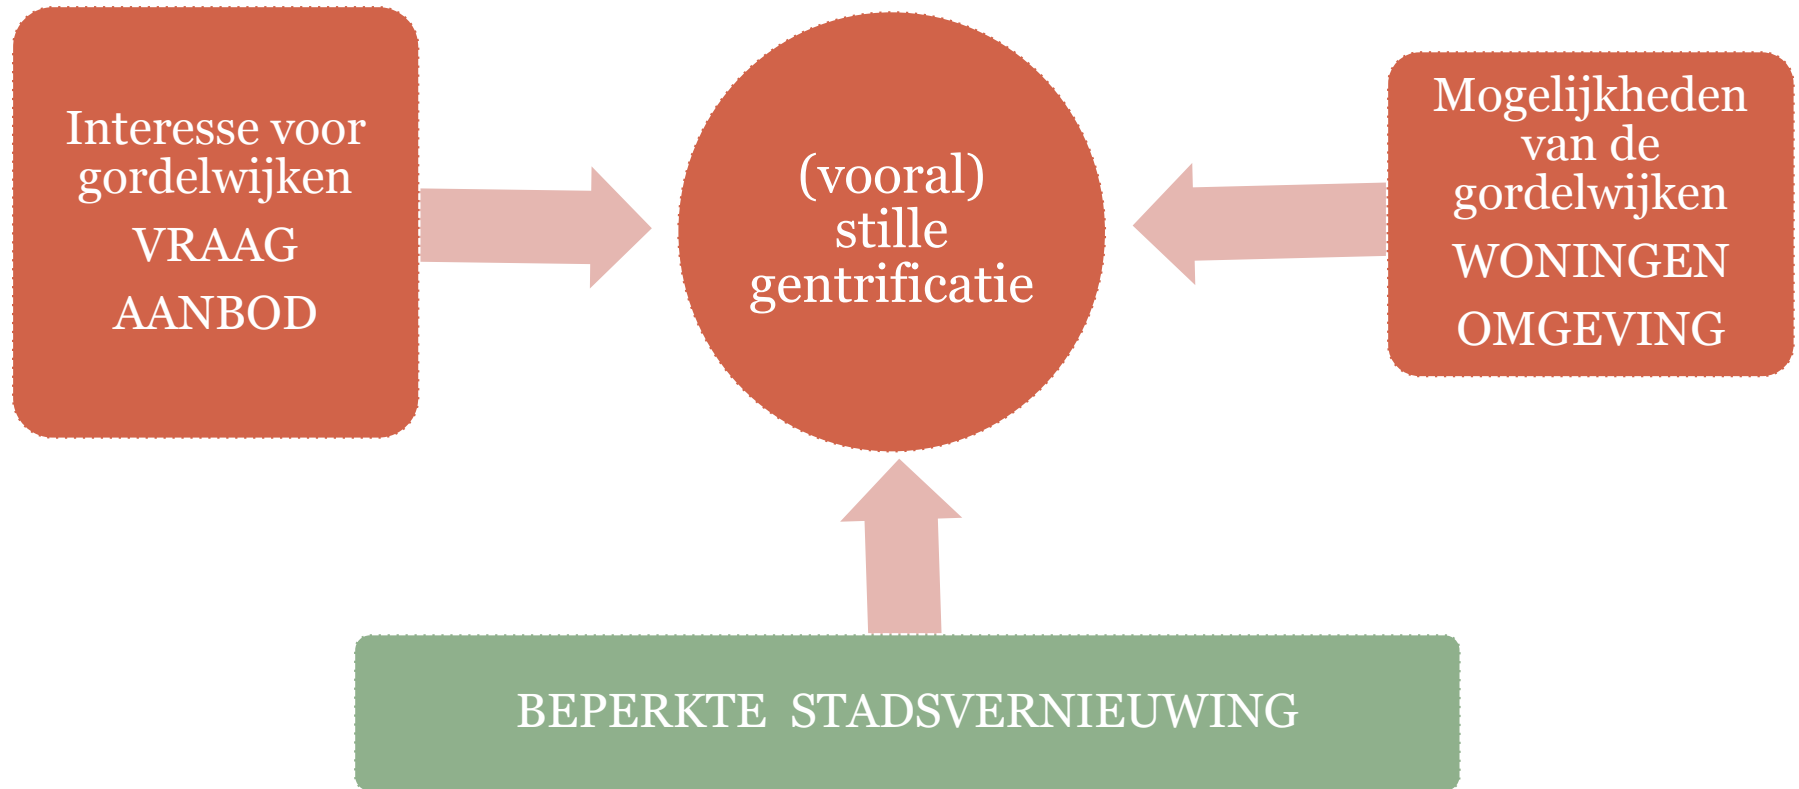 Interesse voor
gordelwijken
VRAAG
AANBOD
(vooral)
stille
gentrificatie
Mogelijkheden
van de
gordelwijken
WONINGEN
OMGEVING
BEPERKTE STADSVERNIEUWING